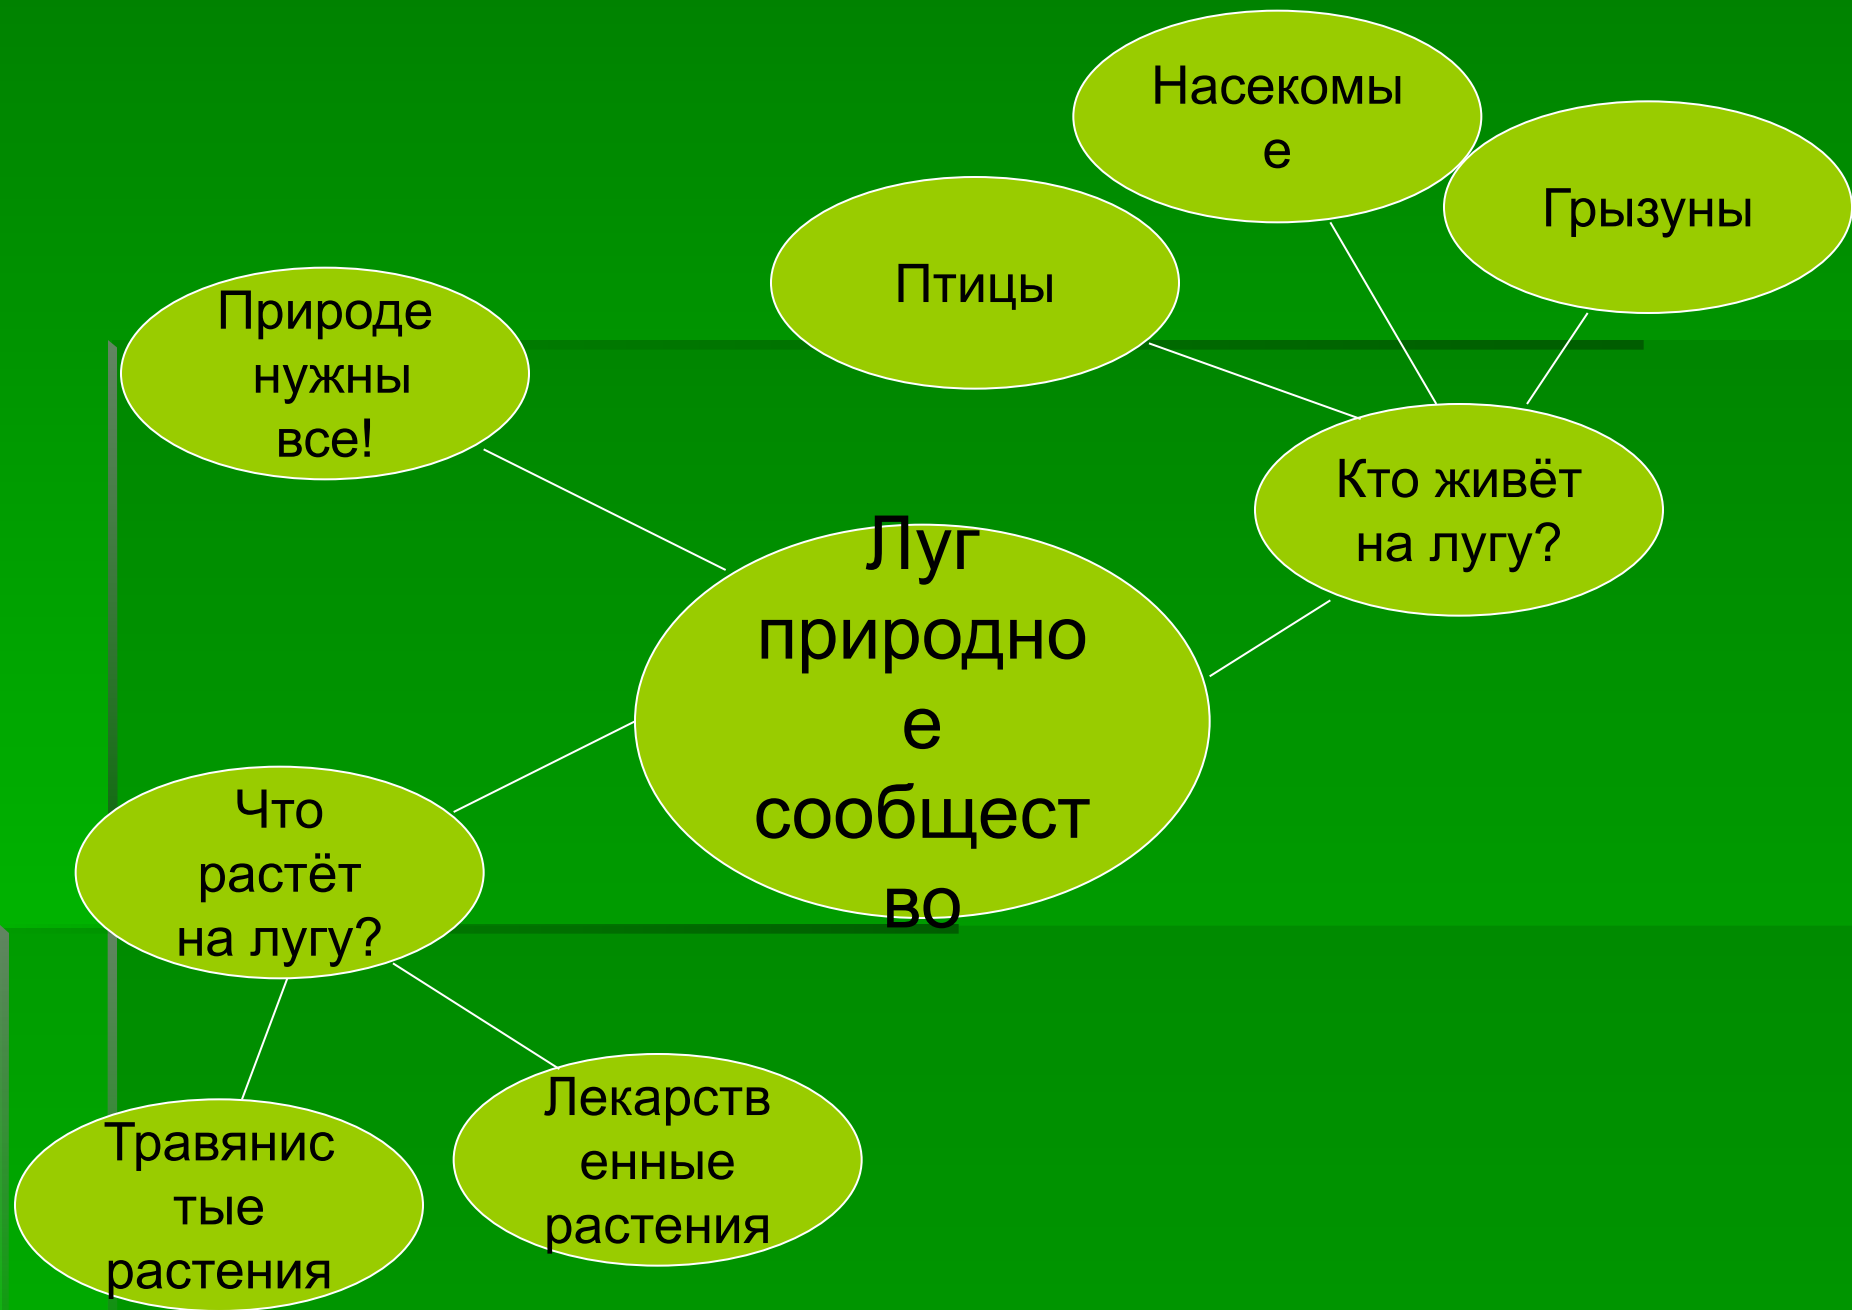 Насекомы
е
Грызуны
Птицы
Природе
нужны
все!
Кто живёт
на лугу?
Луг
природно
е
сообщест
во
Что
растёт
на лугу?
Лекарств
енные
растения
Травянис
тые
растения